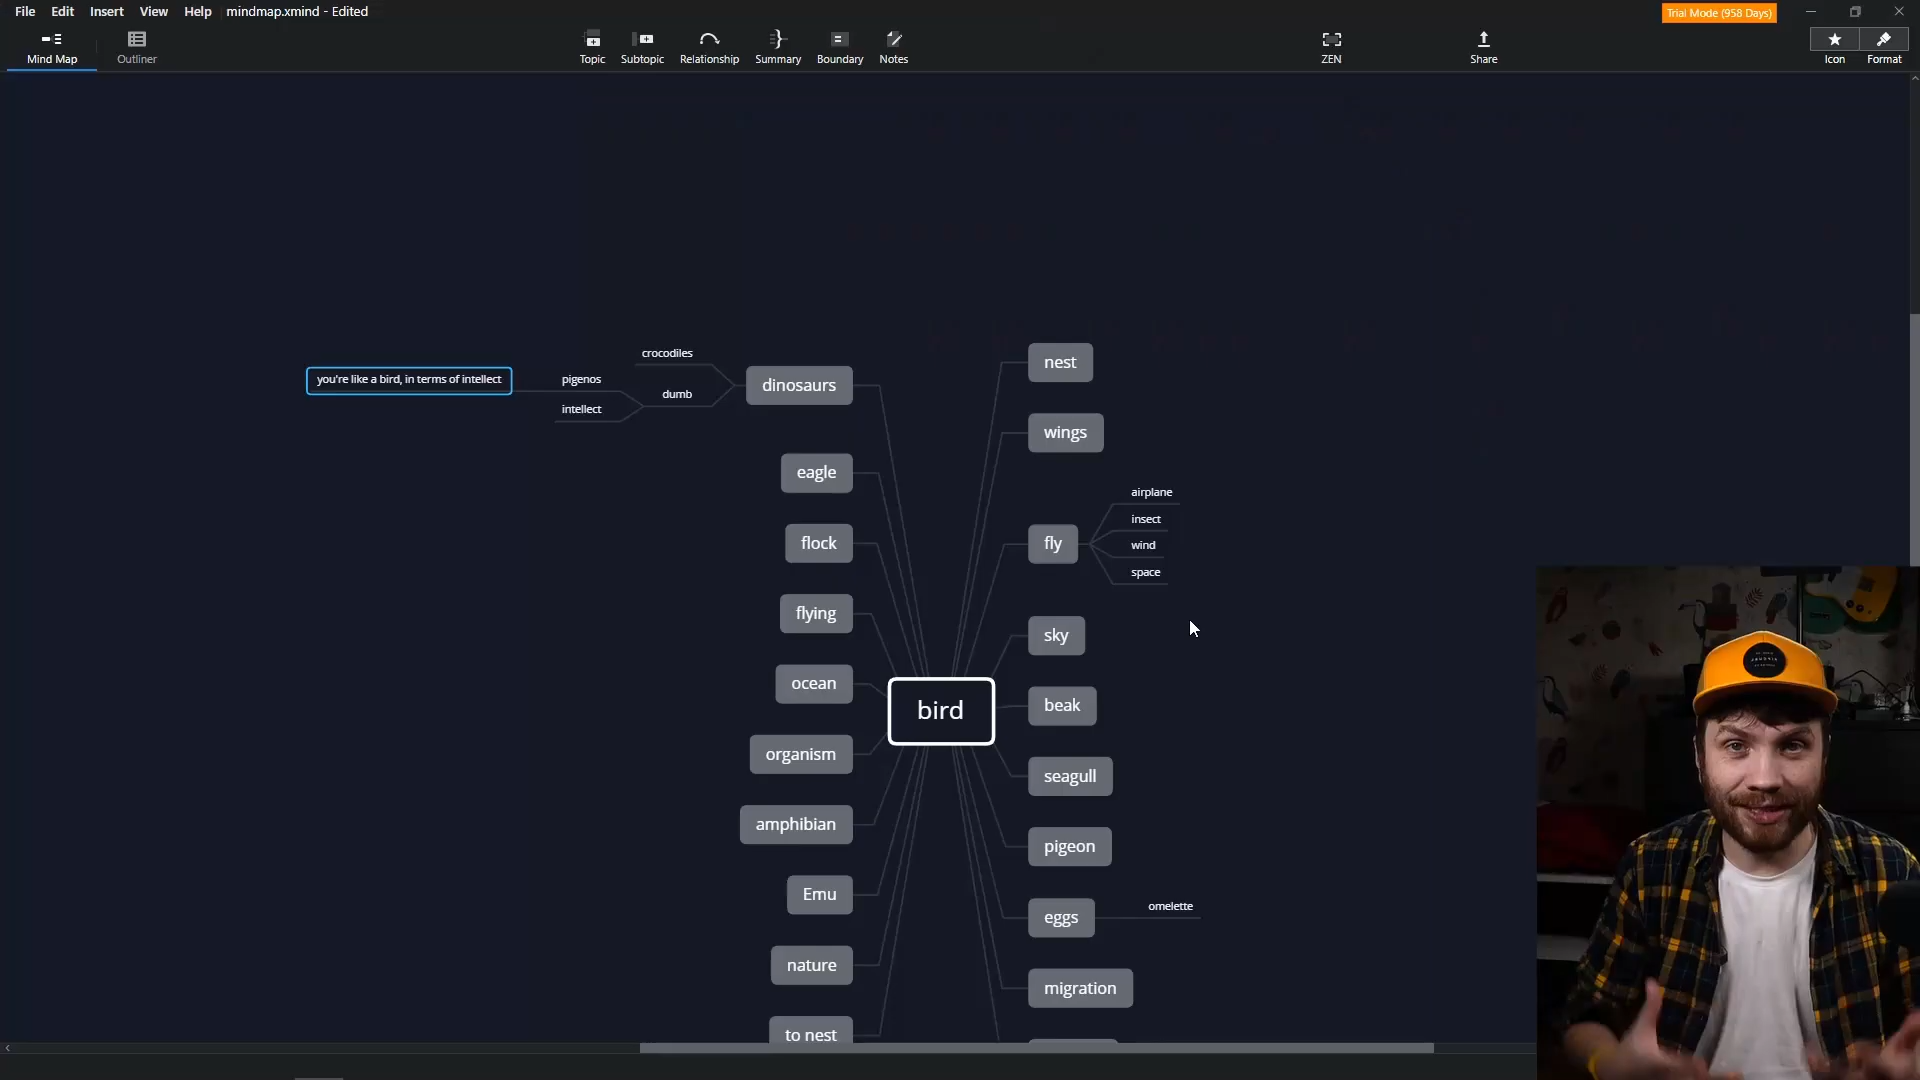 File Edit Insert View Help mindmap.xmind - Edited
Trial Mode (958 Days)
Mind Map Outliner Topic Subtopic Relationship Summary Boundary Notes ZEN Share Icon Format
nest
crocodiles
you're like a bird, in terms of intellect
pigenos
dinosaurs
dumb
intellect
wings
eagle
airplane
insect
flock
fly
wind
space
flying
sky
ocean
bird
beak
organism
seagull
amphibian
pigeon
Emu
eggs
omelette
nature
migration
to nest